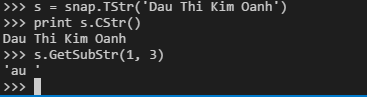 >>> s = snap.TStr('Dau Thi Kim Oanh')
>>> print s.CStr()
Dau Thi Kim Oanh
>>> s.GetSubStr(1, 3)
'au '
>>>